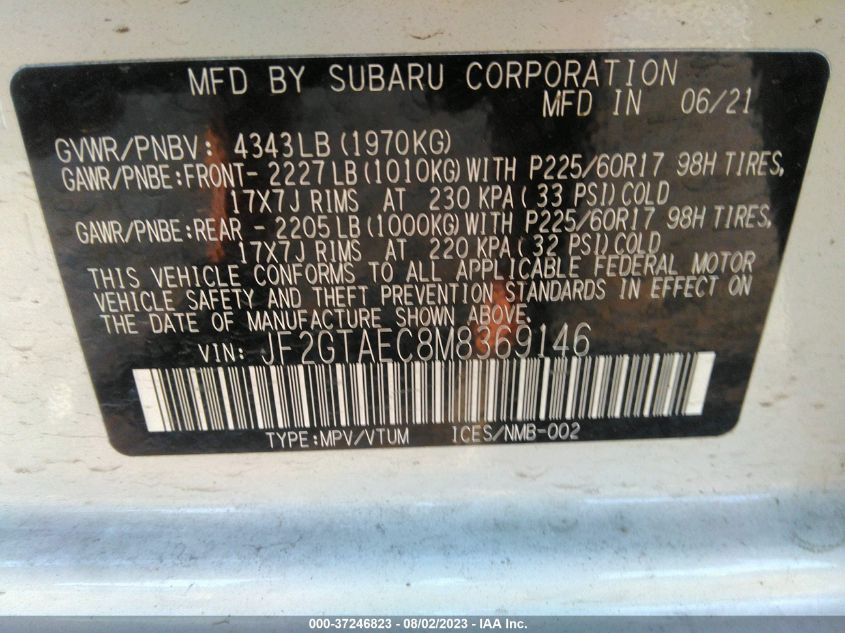 MFD BY SUBARU CORPORATION
MFD IN 06/21
GVWR/PNBV: 4343LB (1970KG)
GAWR/PNBE:FRONT- 2227LB (1010KG) WITH P225/60R17 98H TIRES,
17X7J RIMS AT 230 KPA ( 33 PSI) COLD
GAWR/PNBE:REAR - 2205LB (1000KG) WITH P225/60R17 98H TIRES,
17X7J RIMS AT 220 KPA ( 32 PSI) COLD
THIS VEHICLE CONFORMS TO ALL APPLICABLE FEDERAL MOTOR
VEHICLE SAFETY AND THEFT PREVENTION STANDARDS IN EFFECT ON
THE DATE OF MANUFACTURE SHOWN ABOVE.
VIN: JF2GTAEC8M8369146
TYPE:MPV/VTUM ICES/NMB-002
000-37246823 - 08/02/2023 - IAA Inc.